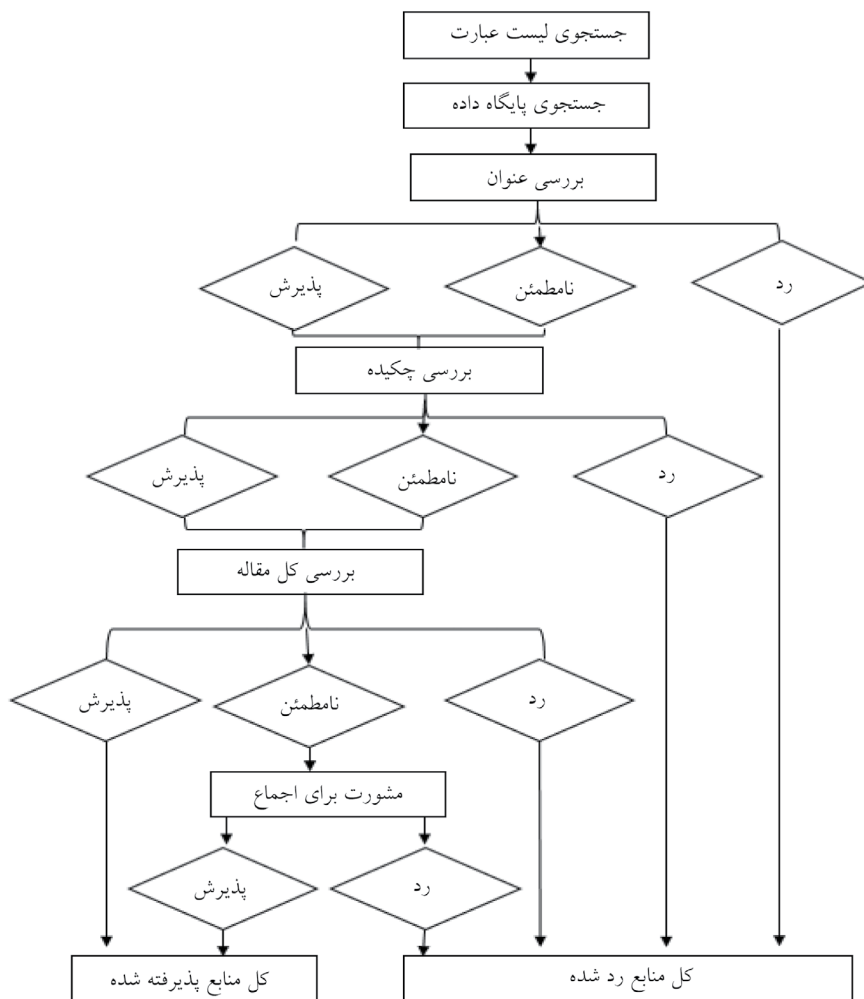 جستجوی لیست عبارت
جستجوی پایگاه داده
بررسی عنوان
رد
نامطمئن
پذیرش
بررسی چکیده
رد
نامطمئن
پذیرش
بررسی کل مقاله
رد
نامطمئن
پذیرش
مشورت برای اجماع
رد
پذیرش
کل منابع رد شده
کل منابع پذیرفته شده